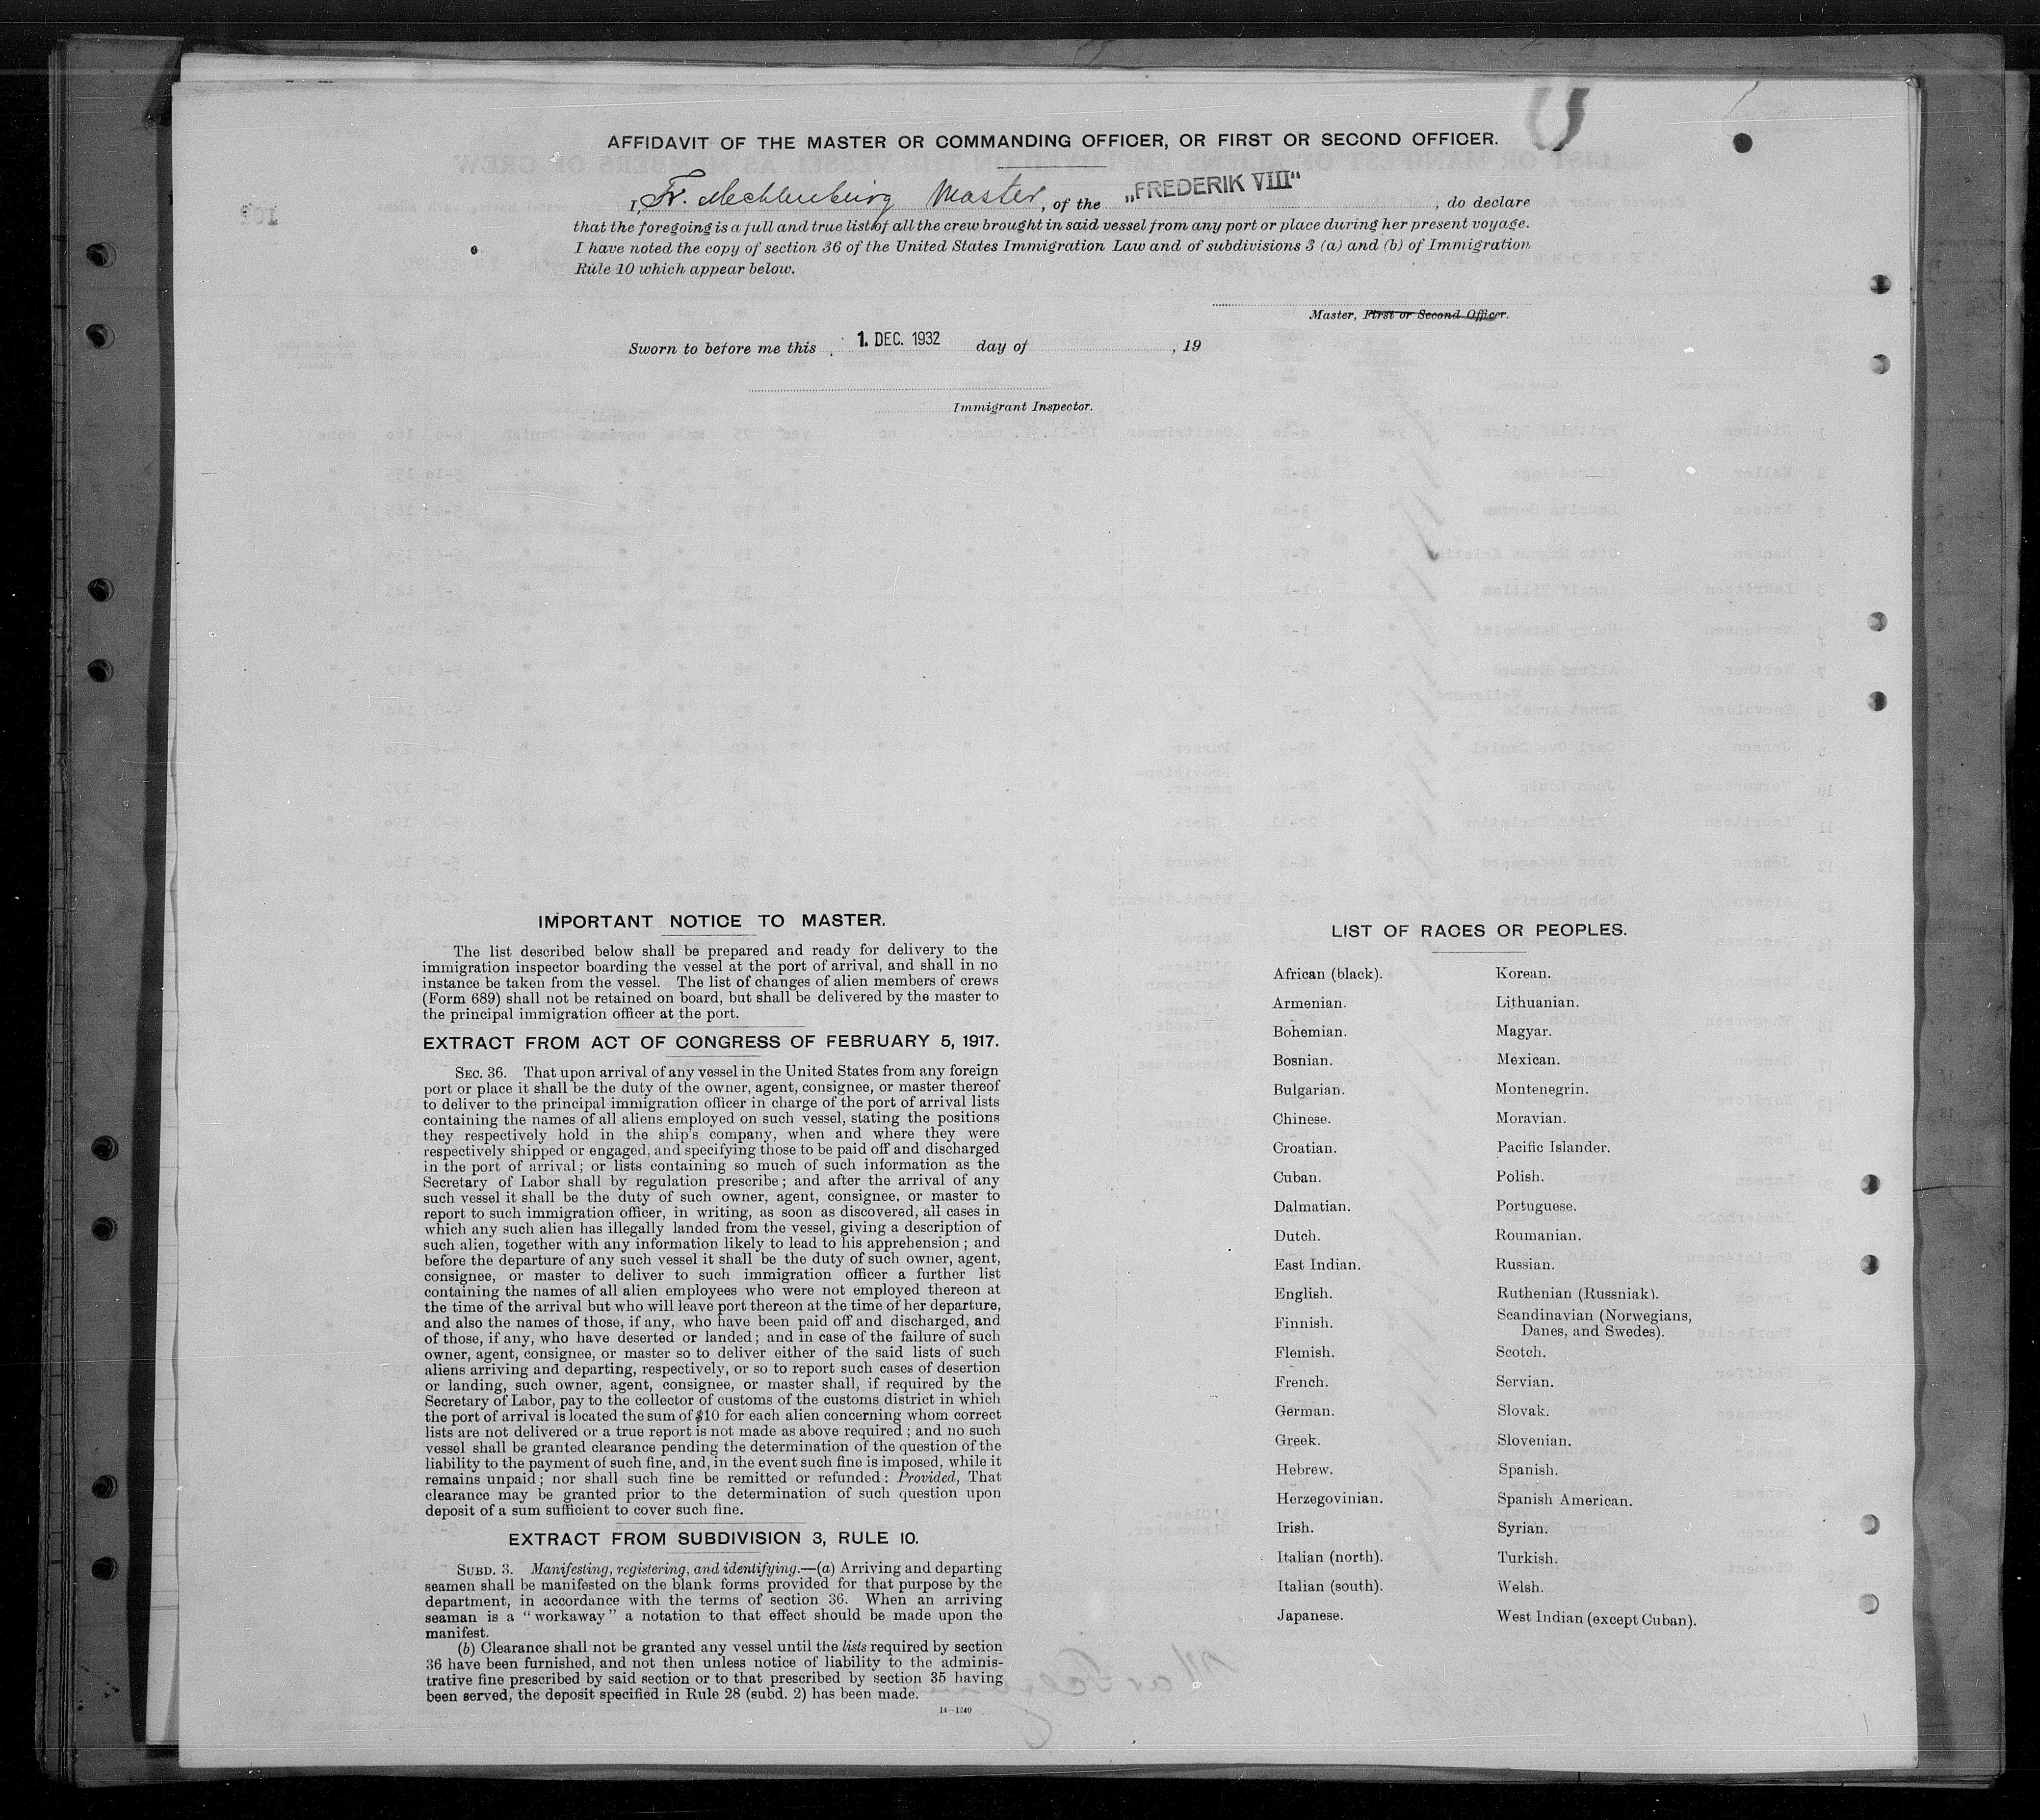 AFFIDAVIT OF THE MASTER OR COMMANDING OFFICER, OR FIRST OR SECOND OFFICER.
I, Fr. Mechlenburg Master, of the "FREDERIK VIII", do declare
that the foregoing is a full and true list of all the crew brought in said vessel from any port or place during her present voyage.
I have noted the copy of section 36 of the United States Immigration Law and of subdivisions 3 (a) and (b) of Immigration
Rule 10 which appear below.
Master, First or Second Officer.
Sworn to before me this 1. DEC. 1932 day of , 19
Immigrant Inspector.
IMPORTANT NOTICE TO MASTER.
The list described below shall be prepared and ready for delivery to the
immigration inspector boarding the vessel at the port of arrival, and shall in no
instance be taken from the vessel. The list of changes of alien members of crews
(Form 689) shall not be retained on board, but shall be delivered by the master to
the principal immigration officer at the port.
EXTRACT FROM ACT OF CONGRESS OF FEBRUARY 5, 1917.
SEC. 36. That upon arrival of any vessel in the United States from any foreign
port or place it shall be the duty of the owner, agent, consignee, or master thereof
to deliver to the principal immigration officer in charge of the port of arrival lists
containing the names of all aliens employed on such vessel, stating the positions
they respectively hold in the ship's company, when and where they were
respectively shipped or engaged, and specifying those to be paid off and discharged
in the port of arrival; or lists containing so much of such information as the
Secretary of Labor shall by regulation prescribe; and after the arrival of any
such vessel it shall be the duty of such owner, agent, consignee, or master to
report to such immigration officer, in writing, as soon as discovered, all cases in
which any such alien has illegally landed from the vessel, giving a description of
such alien, together with any information likely to lead to his apprehension; and
before the departure of any such vessel it shall be the duty of such owner, agent,
consignee, or master to deliver to such immigration officer a further list
containing the names of all alien employees who were not employed thereon at
the time of the arrival but who will leave port thereon at the time of her departure,
and also the names of those, if any, who have been paid off and discharged, and
of those, if any, who have deserted or landed; and in case of the failure of such
owner, agent, consignee, or master so to deliver either of the said lists of such
aliens arriving and departing, respectively, or so to report such cases of desertion
or landing, such owner, agent, consignee, or master shall, if required by the
Secretary of Labor, pay to the collector of customs of the customs district in which
the port of arrival is located the sum of $10 for each alien concerning whom correct
lists are not delivered or a true report is not made as above required; and no such
vessel shall be granted clearance pending the determination of the question of the
liability to the payment of such fine, and, in the event such fine is imposed, while it
remains unpaid; nor shall such fine be remitted or refunded: Provided, That
clearance may be granted prior to the determination of such question upon
deposit of a sum sufficient to cover such fine.
EXTRACT FROM SUBDIVISION 3, RULE 10.
SUBD. 3. Manifesting, registering, and identifying.—(a) Arriving and departing
seamen shall be manifested on the blank forms provided for that purpose by the
department, in accordance with the terms of section 36. When an arriving
seaman is a "workaway" a notation to that effect should be made upon the
manifest.
(b) Clearance shall not be granted any vessel until the lists required by section
36 have been furnished, and not then unless notice of liability to the adminis-
trative fine prescribed by said section or to that prescribed by section 35 having
been served, the deposit specified in Rule 28 (subd. 2) has been made.
14—1240
LIST OF RACES OR PEOPLES.
African (black).
Armenian.
Bohemian.
Bosnian.
Bulgarian.
Chinese.
Croatian.
Cuban.
Dalmatian.
Dutch.
East Indian.
English.
Finnish.
Flemish.
French.
German.
Greek.
Hebrew.
Herzegovinian.
Irish.
Italian (north).
Italian (south).
Japanese.
Korean.
Lithuanian.
Magyar.
Mexican.
Montenegrin.
Moravian.
Pacific Islander.
Polish.
Portuguese.
Roumanian.
Russian.
Ruthenian (Russniak).
Scandinavian (Norwegians,
Danes, and Swedes).
Scotch.
Servian.
Slovak.
Slovenian.
Spanish.
Spanish American.
Syrian.
Turkish.
Welsh.
West Indian (except Cuban).